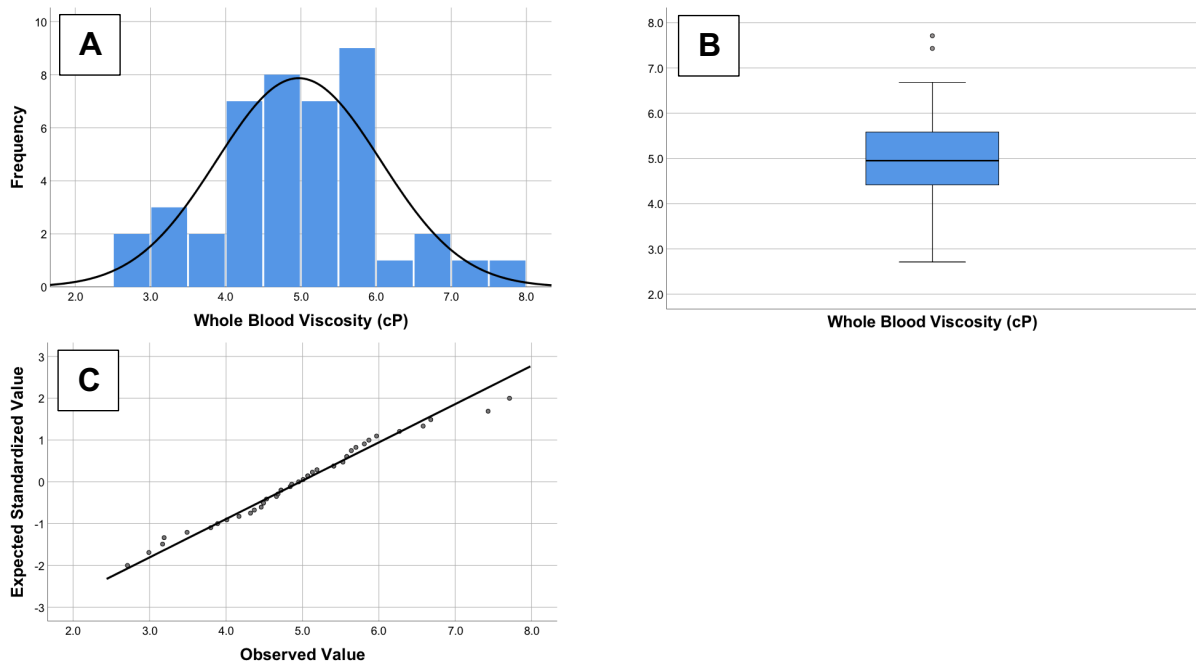 A
Frequency
10
8
6
4
2
0
2.0 3.0 4.0 5.0 6.0 7.0 8.0
Whole Blood Viscosity (cP)
B
8.0
7.0
6.0
5.0
4.0
3.0
2.0
Whole Blood Viscosity (cP)
C
Expected Standardized Value
3
2
1
0
-1
-2
-3
2.0 3.0 4.0 5.0 6.0 7.0 8.0
Observed Value